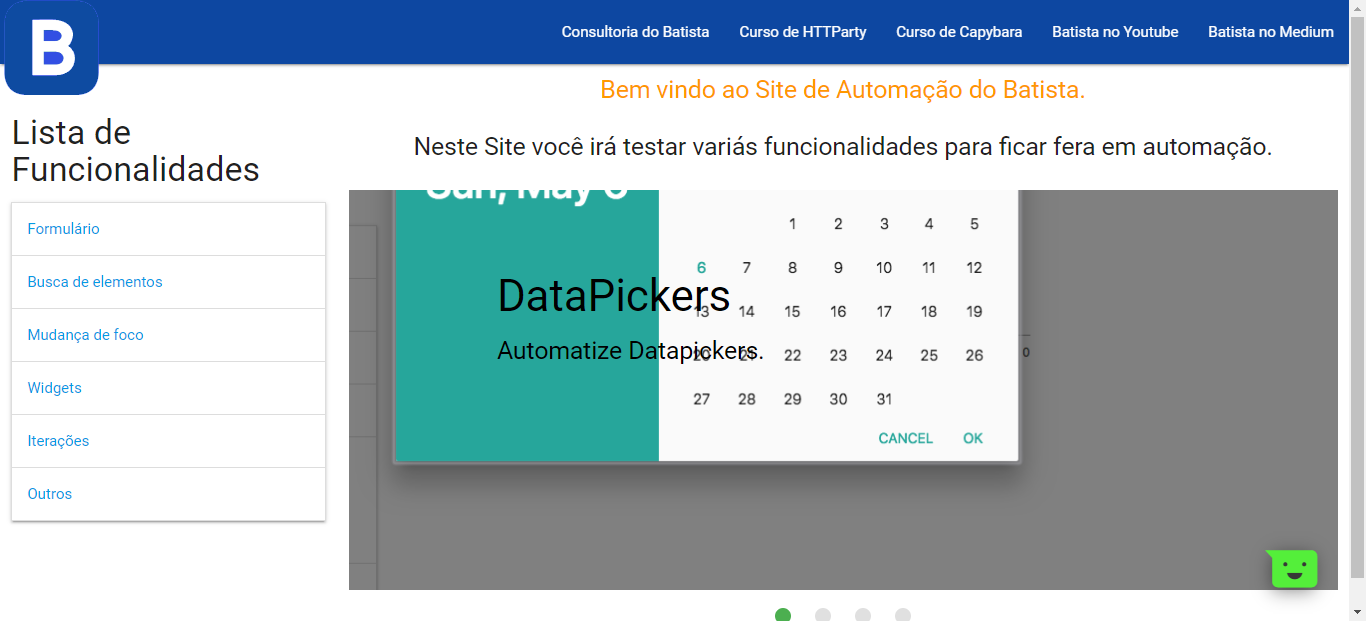 B
Consultoria do Batista Curso de HTTParty Curso de Capybara Batista no Youtube Batista no Medium
Bem vindo ao Site de Automação do Batista.
Neste Site você irá testar variás funcionalidades para ficar fera em automação.
Lista de
Funcionalidades
Formulário
Busca de elementos
Mudança de foco
Widgets
Iterações
Outros
Sun, May 6
1 2 3 4 5
6 7 8 9 10 11 12
DataPickers
13 14 15 16 17 18 19
Automatize Datapickers.
20 21 22 23 24 25 26
0
27 28 29 30 31
CANCEL OK